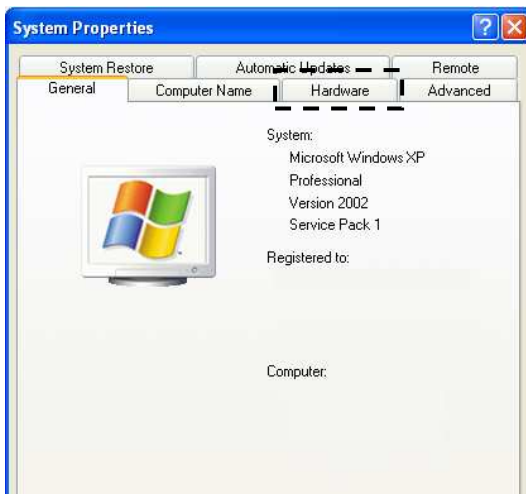 System Properties
System Restore Automatic Updates Remote
General Computer Name Hardware Advanced
System:
Microsoft Windows XP
Professional
Version 2002
Service Pack 1
Registered to:
Computer: